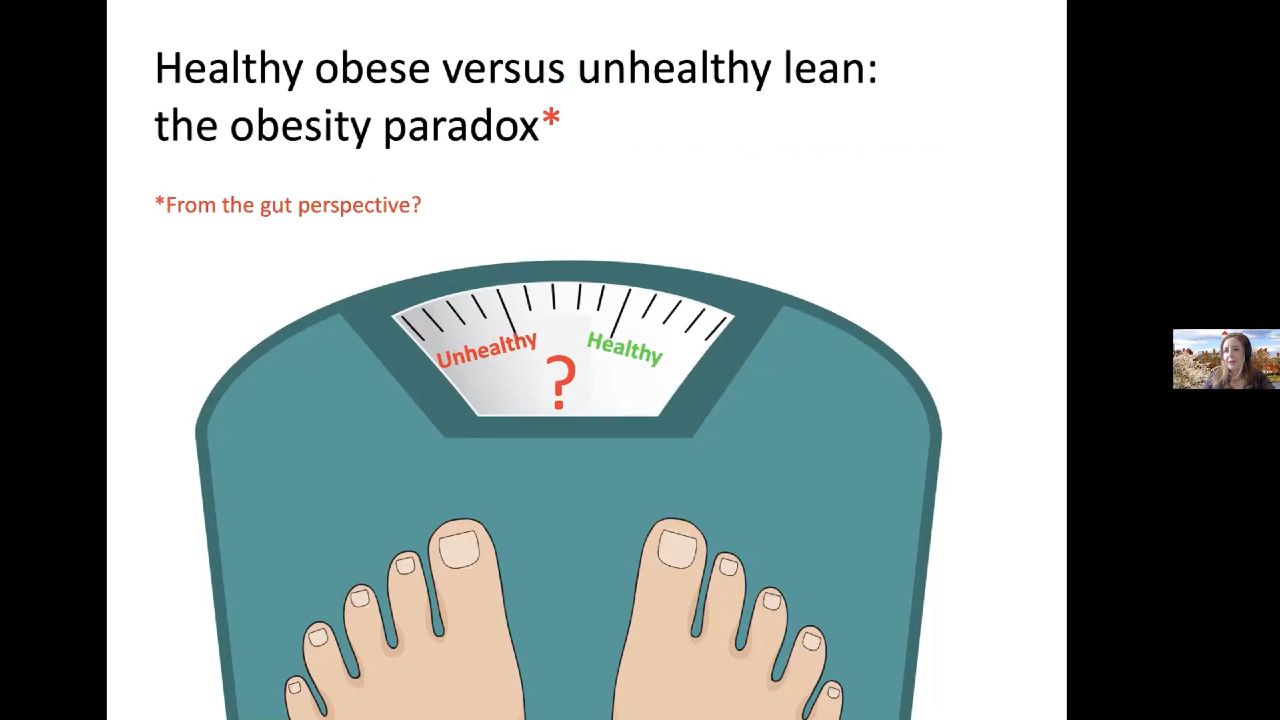 Healthy obese versus unhealthy lean:
the obesity paradox*
*From the gut perspective?
Unhealthy
Healthy
?